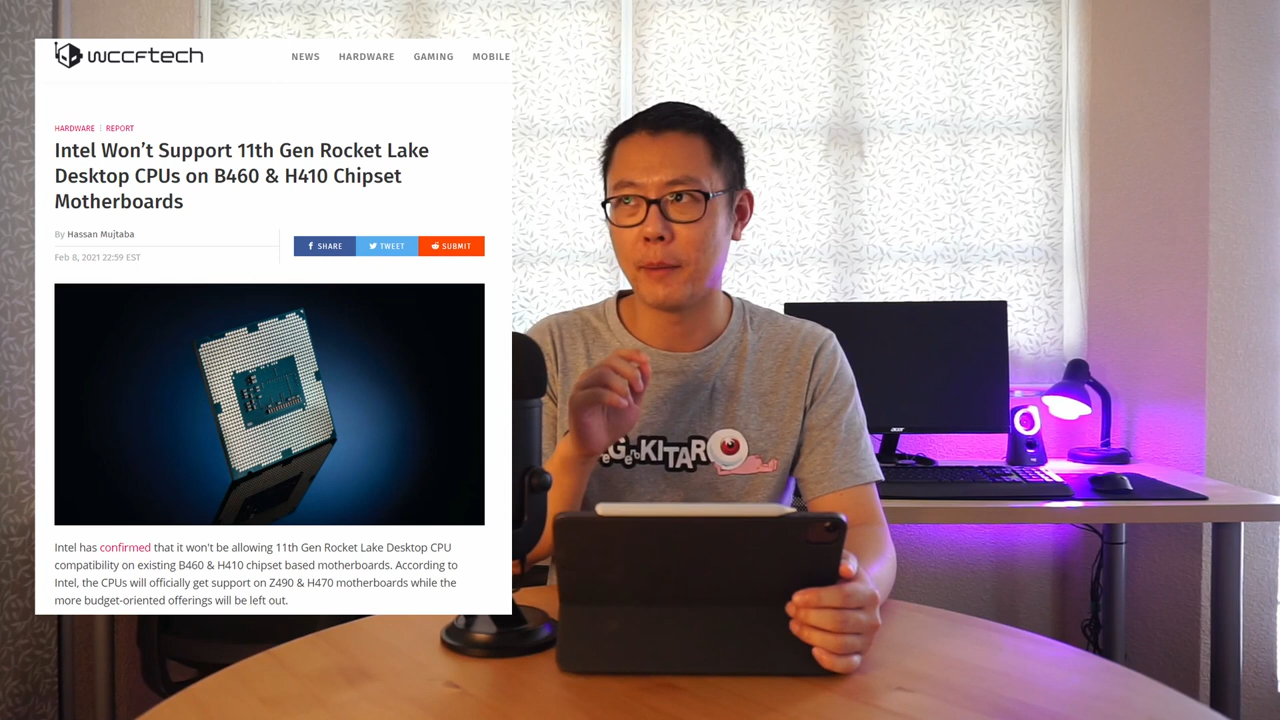 wccftech
NEWS HARDWARE GAMING MOBILE
HARDWARE | REPORT
Intel Won’t Support 11th Gen Rocket Lake
Desktop CPUs on B460 & H410 Chipset
Motherboards
By Hassan Mujtaba
Feb 8, 2021 22:59 EST
SHARE TWEET SUBMIT
Intel has confirmed that it won't be allowing 11th Gen Rocket Lake Desktop CPU
compatibility on existing B460 & H410 chipset based motherboards. According to
Intel, the CPUs will officially get support on Z490 & H470 motherboards while the
more budget-oriented offerings will be left out.
KITARO
acer